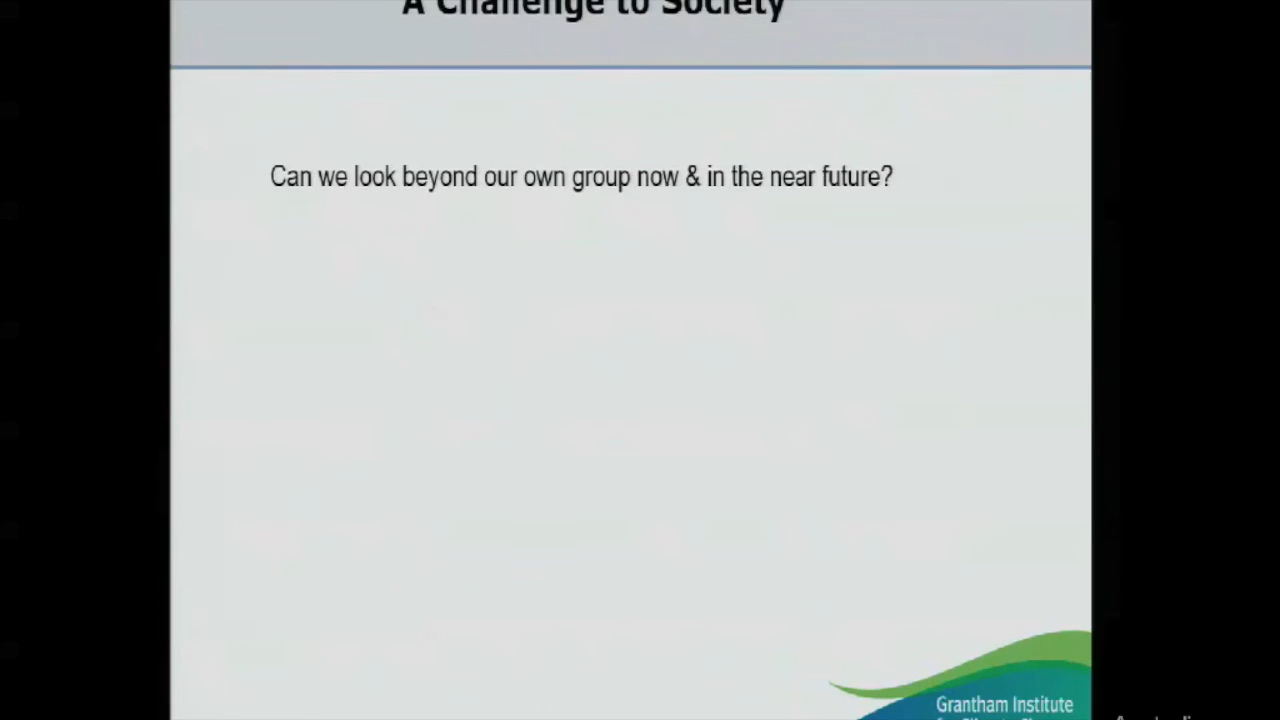 A Challenge to Society
Can we look beyond our own group now & in the near future?
Grantham Institute